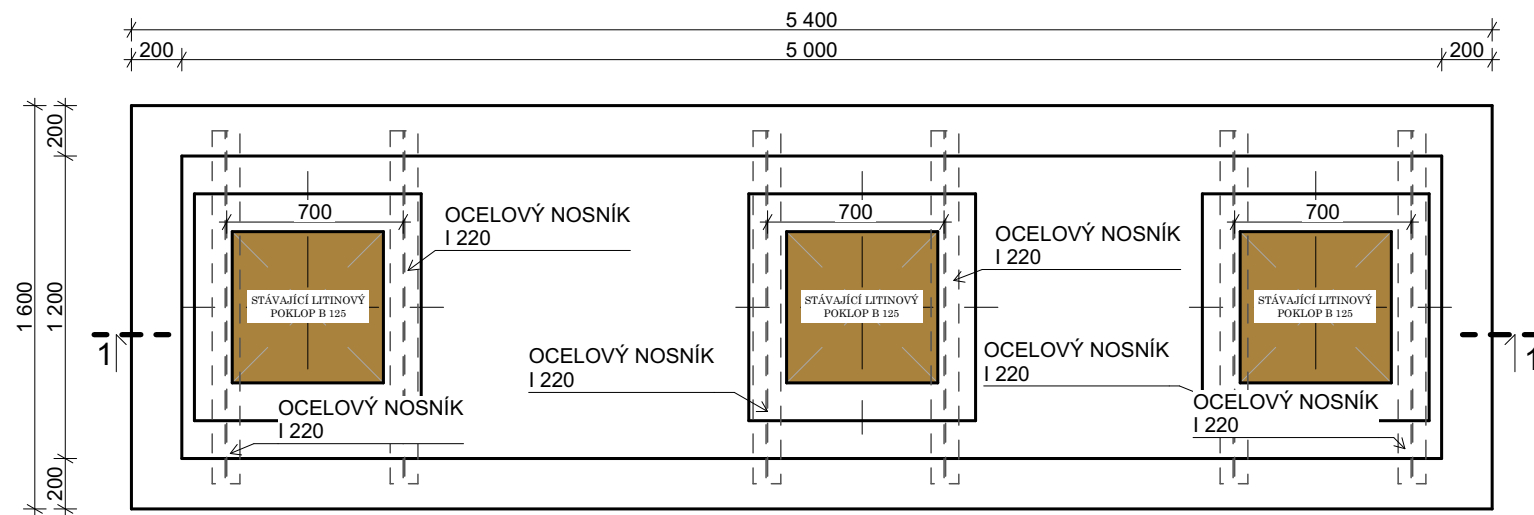 5 400
200
5 000
200
200
1 200
1 600
200
700
700
700
OCELOVÝ NOSNÍK
I 220
OCELOVÝ NOSNÍK
I 220
STÁVAJÍCÍ LITINOVÝ
POKLOP B 125
STÁVAJÍCÍ LITINOVÝ
POKLOP B 125
STÁVAJÍCÍ LITINOVÝ
POKLOP B 125
1
1
OCELOVÝ NOSNÍK
I 220
OCELOVÝ NOSNÍK
I 220
OCELOVÝ NOSNÍK
I 220
OCELOVÝ NOSNÍK
I 220